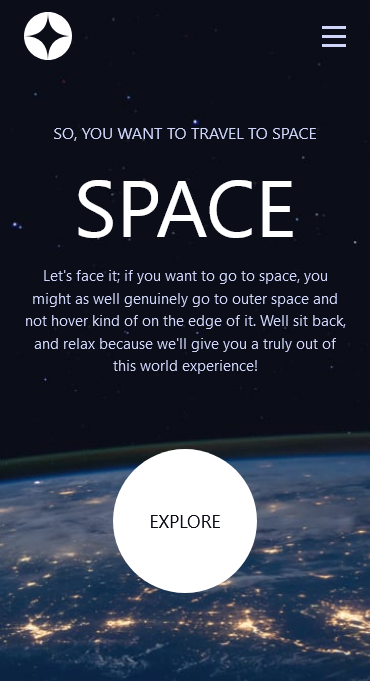 SO, YOU WANT TO TRAVEL TO SPACE
SPACE
Let's face it; if you want to go to space, you
might as well genuinely go to outer space and
not hover kind of on the edge of it. Well sit back,
and relax because we'll give you a truly out of
this world experience!
EXPLORE